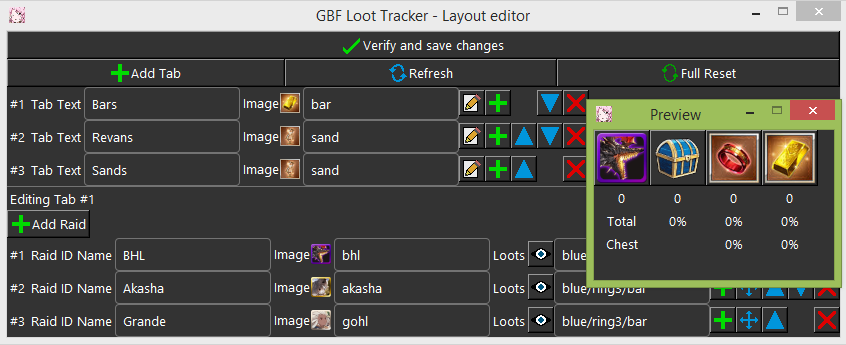 GBF Loot Tracker - Layout editor
Verify and save changes
Add Tab Refresh Full Reset
#1 Tab Text Bars Image bar
#2 Tab Text Revans Image sand
#3 Tab Text Sands Image sand
Editing Tab #1
Add Raid
#1 Raid ID Name BHL Image bhl Loots blue/
#2 Raid ID Name Akasha Image akasha Loots blue/ring3/bar
#3 Raid ID Name Grande Image gohl Loots blue/ring3/bar
Preview
0 0 0 0
Total 0% 0% 0%
Chest 0% 0%